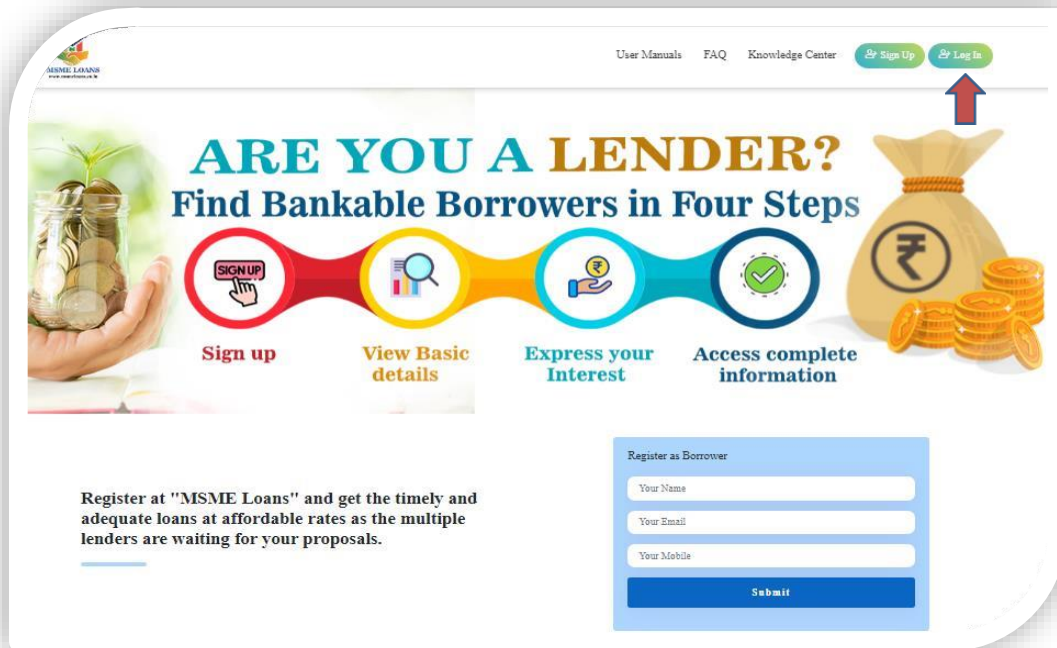 MSME LOANS
User Manuals FAQ Knowledge Center Sign Up Log In
ARE YOU A LENDER?
Find Bankable Borrowers in Four Steps
SIGN UP
Sign up
View Basic
details
Express your
Interest
Access complete
information
Register at "MSME Loans" and get the timely and
adequate loans at affordable rates as the multiple
lenders are waiting for your proposals.
Register as Borrower
Your Name
Your Email
Your Mobile
Submit